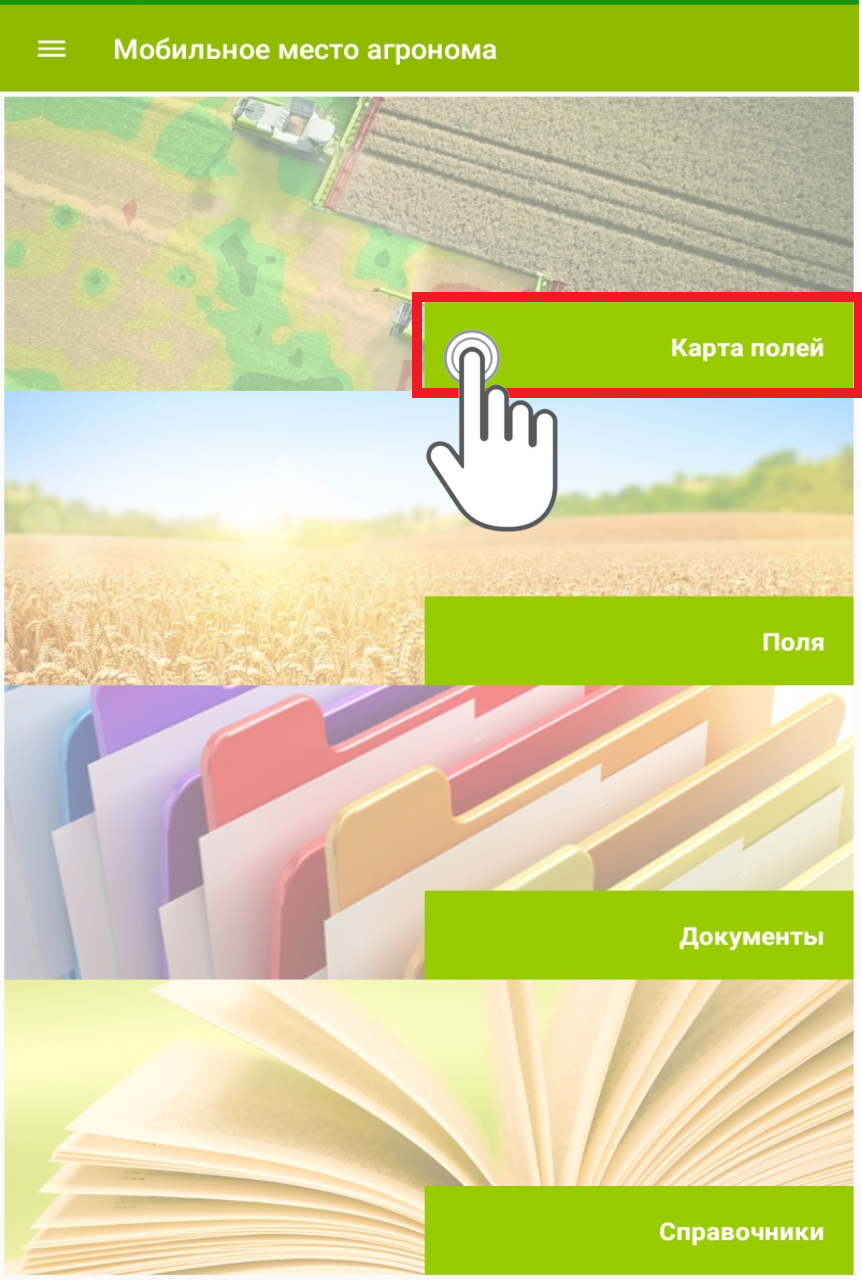 Мобильное место агронома
Карта полей
Поля
Документы
Справочники